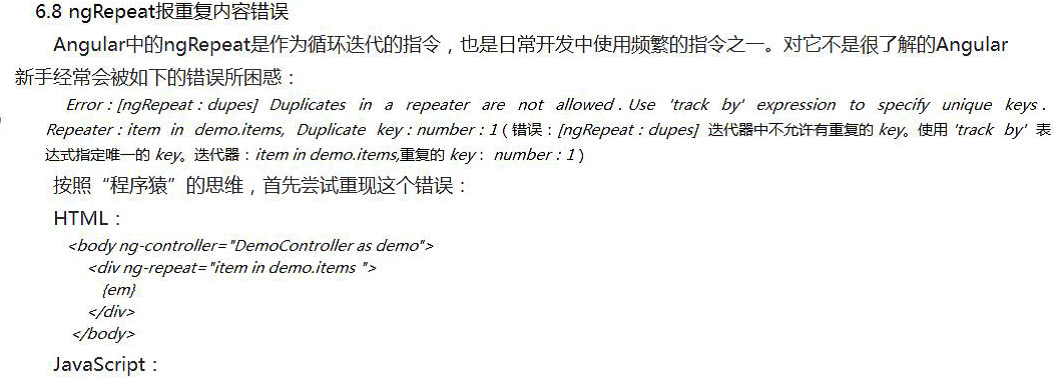 6.8 ngRepeat报重复内容错误
Angular中的ngRepeat是作为循环迭代的指令，也是日常开发中使用频繁的指令之一。对它不是很了解的Angular
新手经常会被如下的错误所困惑：
Error：[ngRepeat：dupes] Duplicates in a repeater are not allowed．Use 'track by' expression to specify unique keys．
Repeater：item in demo.items, Duplicate key：number：1（错误：[ngRepeat：dupes] 迭代器中不允许有重复的 key。使用 'track by' 表
达式指定唯一的 key。迭代器：item in demo.items,重复的 key： number：1）
按照“程序猿”的思维，首先尝试重现这个错误：
HTML：
<body ng-controller="DemoController as demo">
<div ng-repeat="item in demo.items ">
{em}
</div>
</body>
JavaScript：